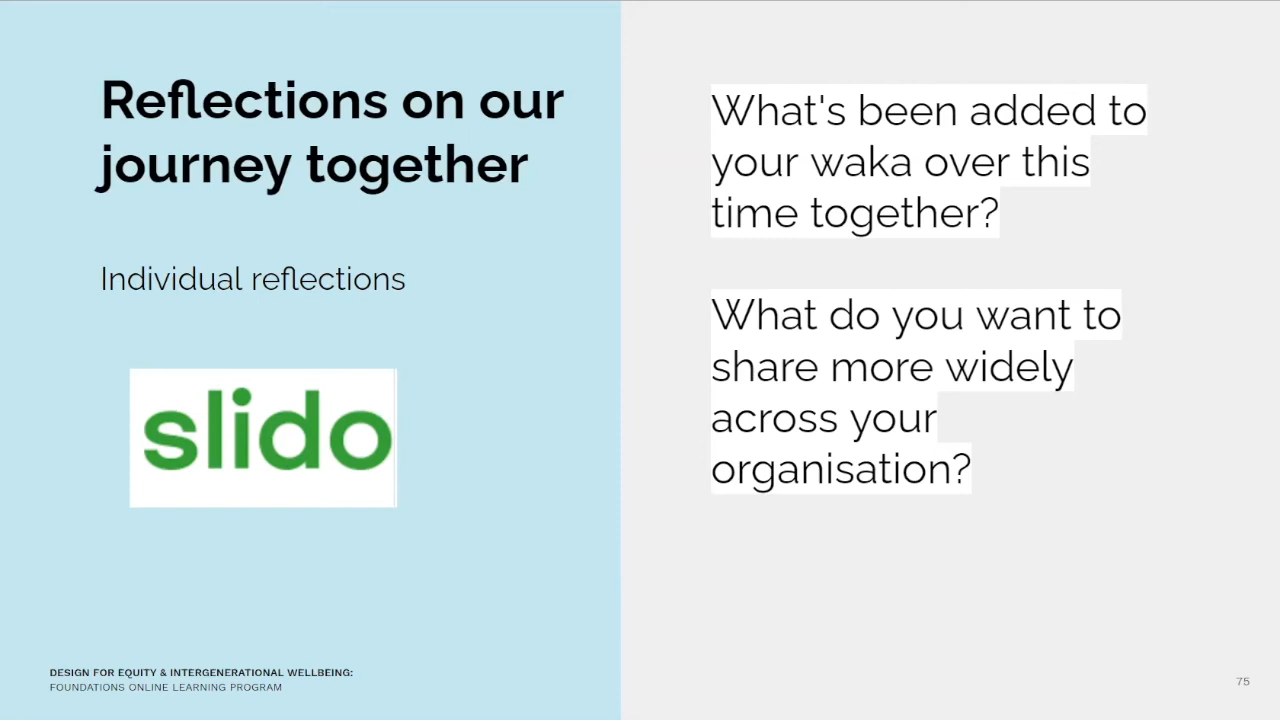 Reflections on our
journey together
Individual reflections
slido
What's been added to
your waka over this
time together?
What do you want to
share more widely
across your
organisation?
DESIGN FOR EQUITY & INTERGENERATIONAL WELLBEING:
FOUNDATIONS ONLINE LEARNING PROGRAM
75